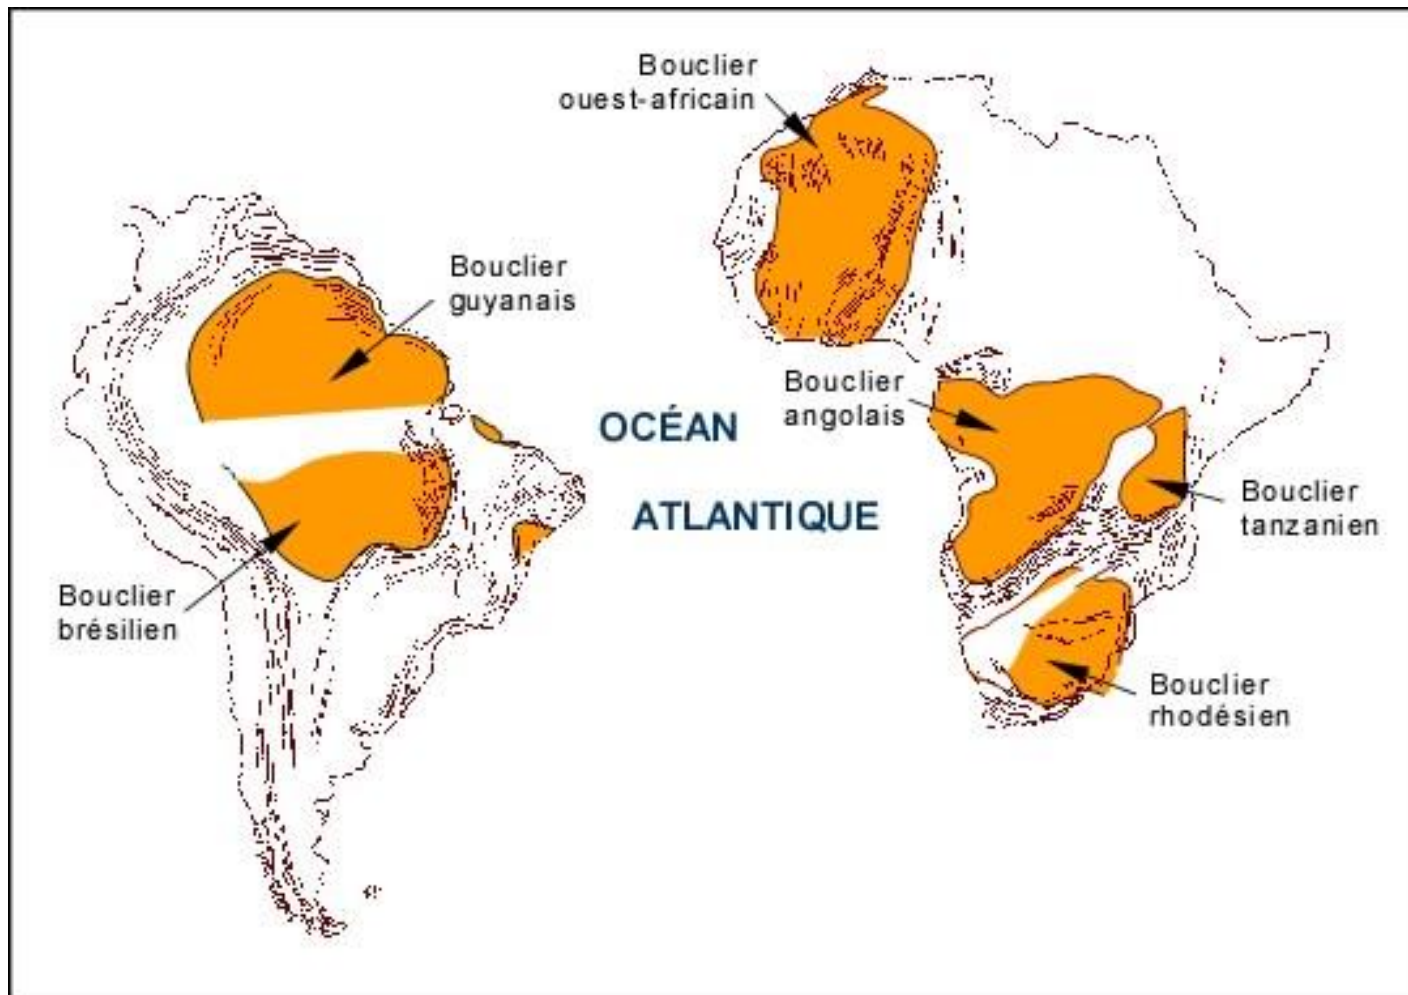 Bouclier
ouest-africain
Bouclier
guyanais
Bouclier
angolais
OCÉAN
ATLANTIQUE
Bouclier
tanzanien
Bouclier
brésilien
Bouclier
rhodésien